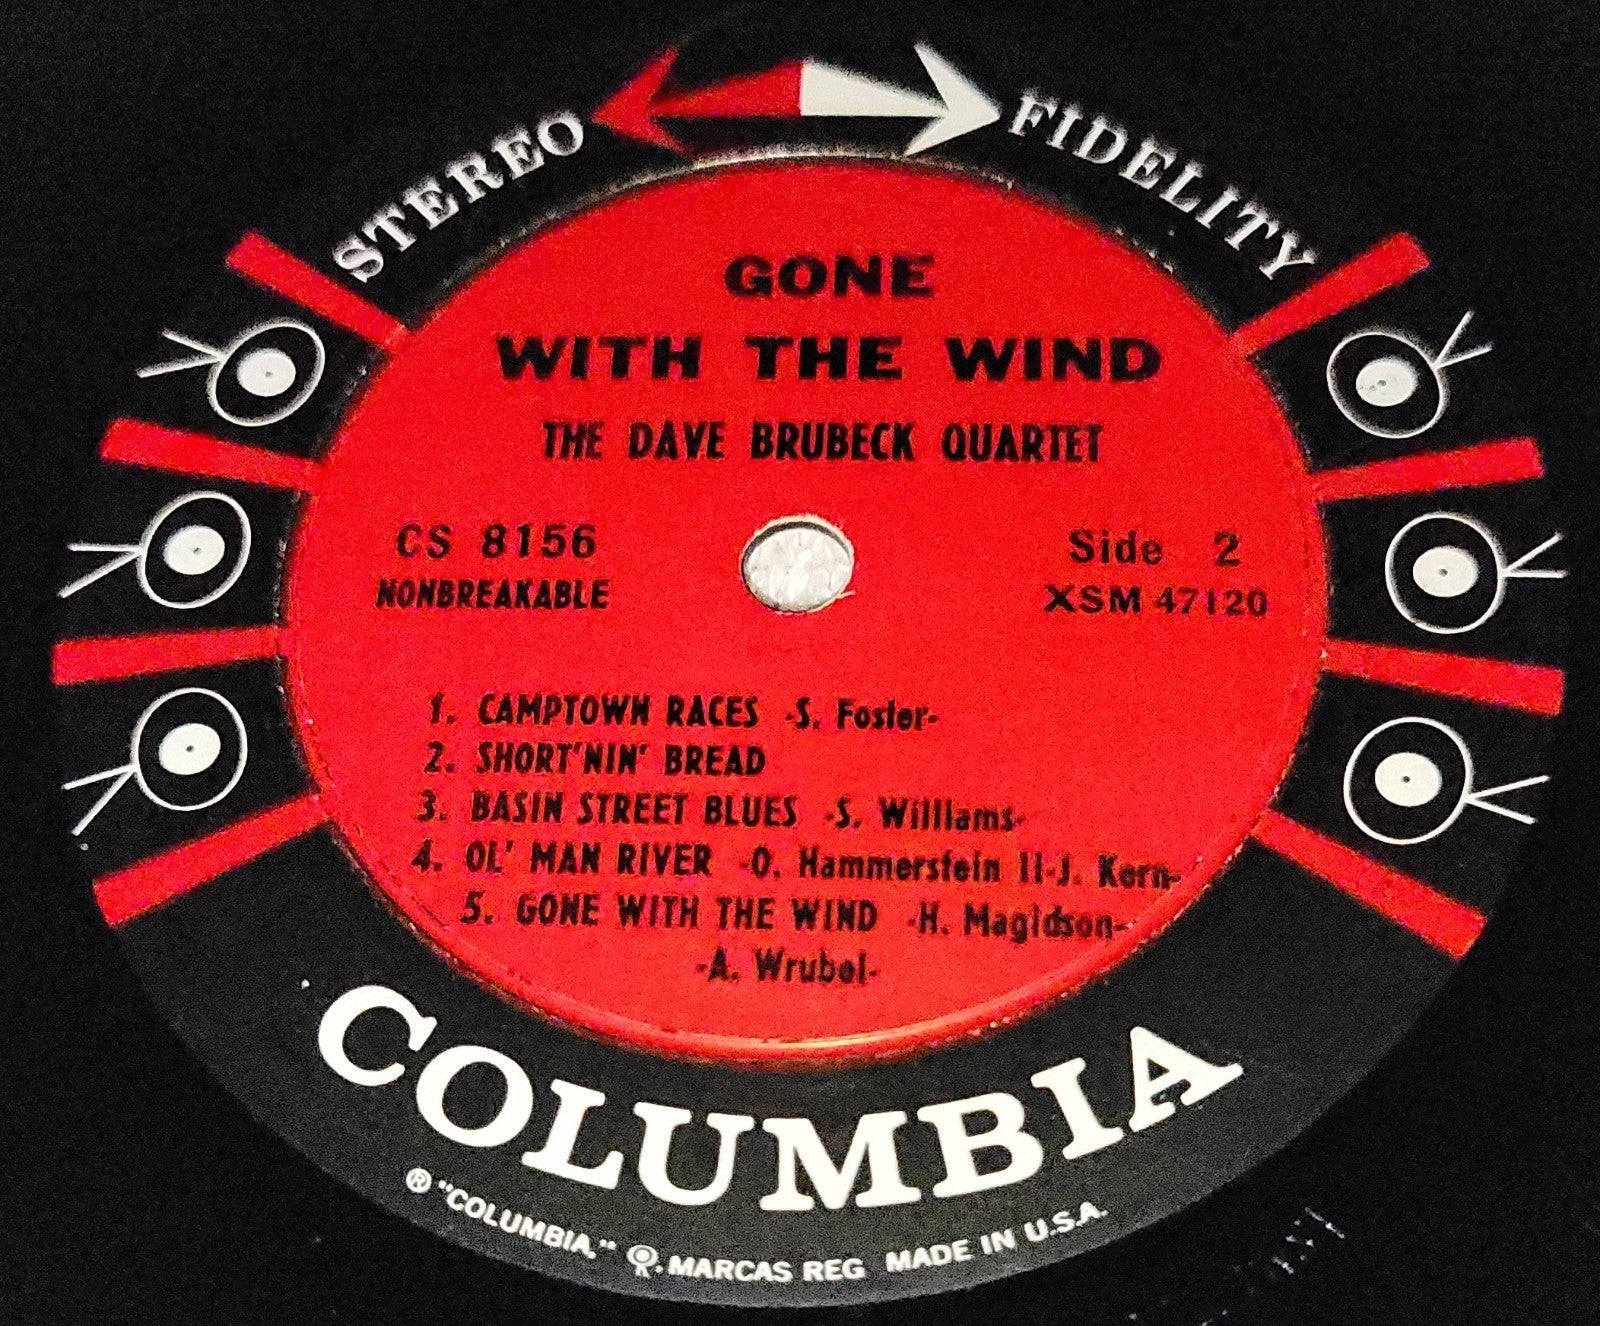 STEREO FIDELITY
GONE
WITH THE WIND
THE DAVE BRUBECK QUARTET
CS 8156
NONBREAKABLE
Side 2
XSM 47120
1. CAMPTOWN RACES -S. Foster-
2. SHORT'NIN' BREAD
3. BASIN STREET BLUES -S. Williams-
4. OL' MAN RIVER -O. Hammerstein II-J. Kern-
5. GONE WITH THE WIND -H. Magidson-
-A. Wrubel-
COLUMBIA
® "COLUMBIA," MARCAS REG MADE IN U.S.A.